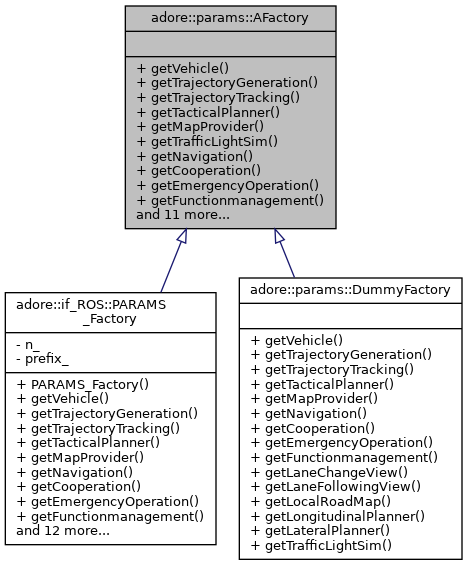 adore::params::AFactory
+ getVehicle()
+ getTrajectoryGeneration()
+ getTrajectoryTracking()
+ getTacticalPlanner()
+ getMapProvider()
+ getTrafficLightSim()
+ getNavigation()
+ getCooperation()
+ getEmergencyOperation()
+ getFunctionmanagement()
and 11 more...
adore::if_ROS::PARAMS
_Factory
- n_
- prefix_
+ PARAMS_Factory()
+ getVehicle()
+ getTrajectoryGeneration()
+ getTrajectoryTracking()
+ getTacticalPlanner()
+ getMapProvider()
+ getNavigation()
+ getCooperation()
+ getEmergencyOperation()
+ getFunctionmanagement()
and 12 more...
adore::params::DummyFactory
+ getVehicle()
+ getTrajectoryGeneration()
+ getTrajectoryTracking()
+ getTacticalPlanner()
+ getMapProvider()
+ getNavigation()
+ getCooperation()
+ getEmergencyOperation()
+ getFunctionmanagement()
+ getLaneChangeView()
+ getLaneFollowingView()
+ getLocalRoadMap()
+ getLongitudinalPlanner()
+ getLateralPlanner()
+ getTrafficLightSim()